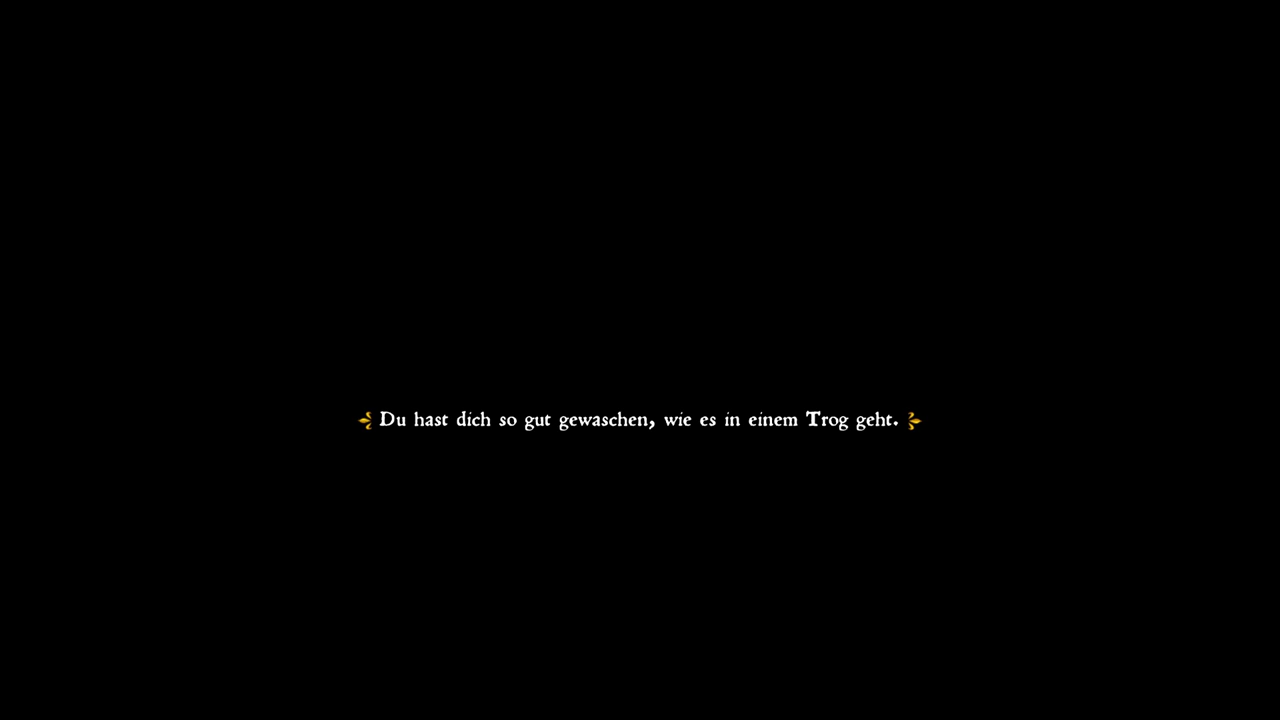 Du hast dich so gut gewaschen, wie es in einem Trog geht.